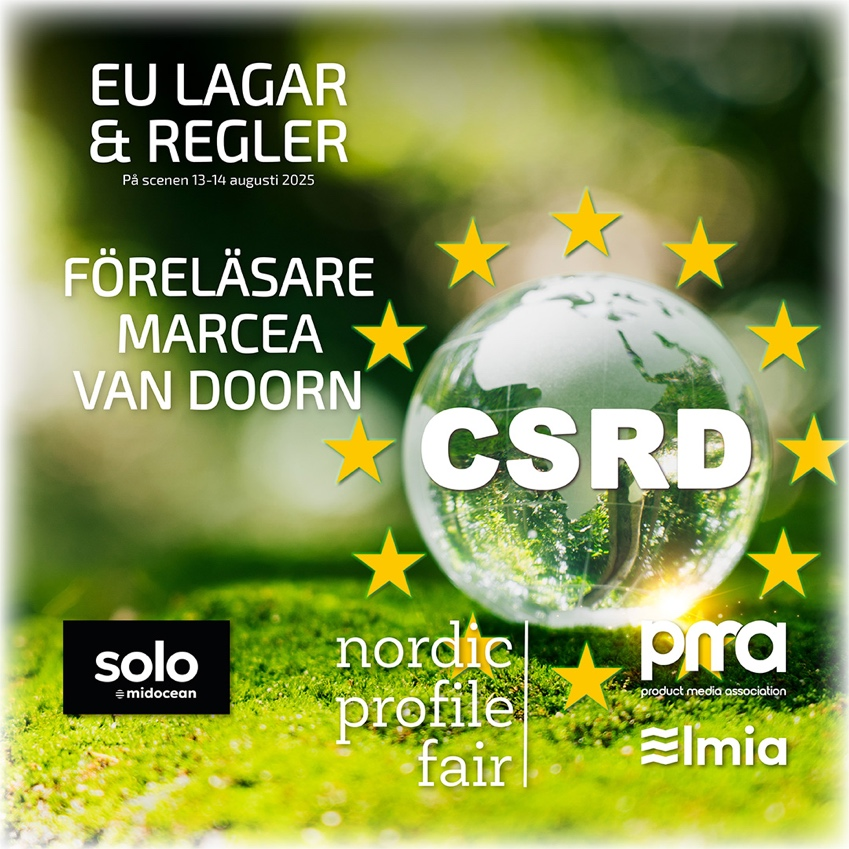 EU LAGAR
& REGLER
På scenen 13-14 augusti 2025
FÖRELÄSARE
MARCEA
VAN DOORN
CSRD
solo
midocean
nordic
profile
fair
pma
product media association
Elmia